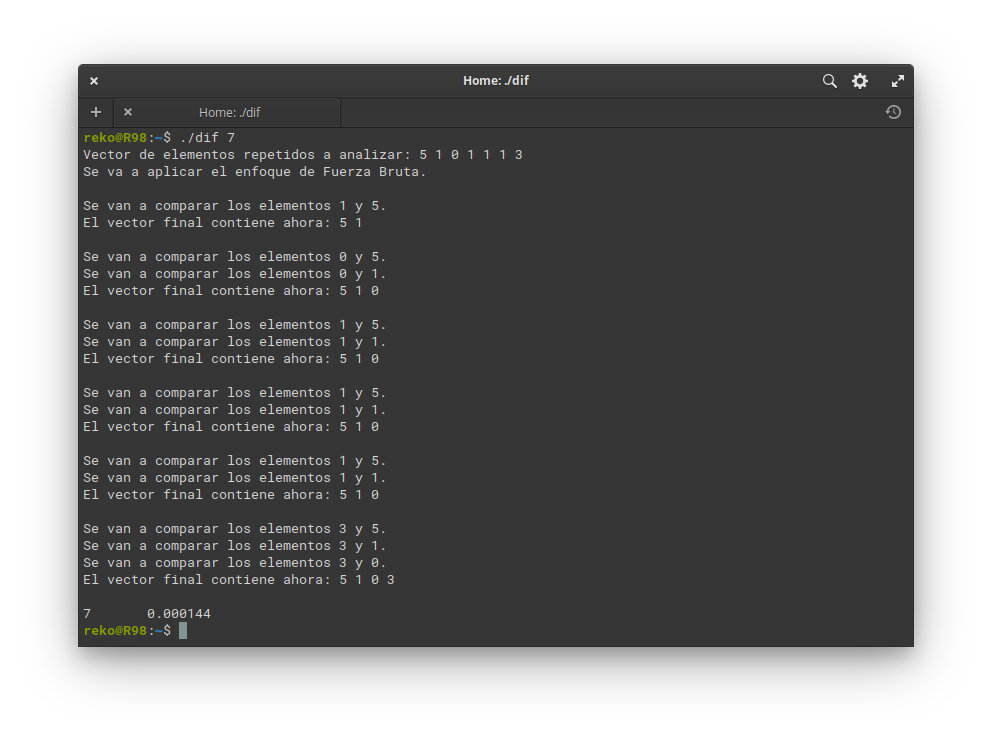 Home: ./dif
Home: ./dif
reko@R98:~$ ./dif 7
Vector de elementos repetidos a analizar: 5 1 0 1 1 1 3
Se va a aplicar el enfoque de Fuerza Bruta.
Se van a comparar los elementos 1 y 5.
El vector final contiene ahora: 5 1
Se van a comparar los elementos 0 y 5.
Se van a comparar los elementos 0 y 1.
El vector final contiene ahora: 5 1 0
Se van a comparar los elementos 1 y 5.
Se van a comparar los elementos 1 y 1.
El vector final contiene ahora: 5 1 0
Se van a comparar los elementos 1 y 5.
Se van a comparar los elementos 1 y 1.
El vector final contiene ahora: 5 1 0
Se van a comparar los elementos 1 y 5.
Se van a comparar los elementos 1 y 1.
El vector final contiene ahora: 5 1 0
Se van a comparar los elementos 3 y 5.
Se van a comparar los elementos 3 y 1.
Se van a comparar los elementos 3 y 0.
El vector final contiene ahora: 5 1 0 3
7       0.000144
reko@R98:~$